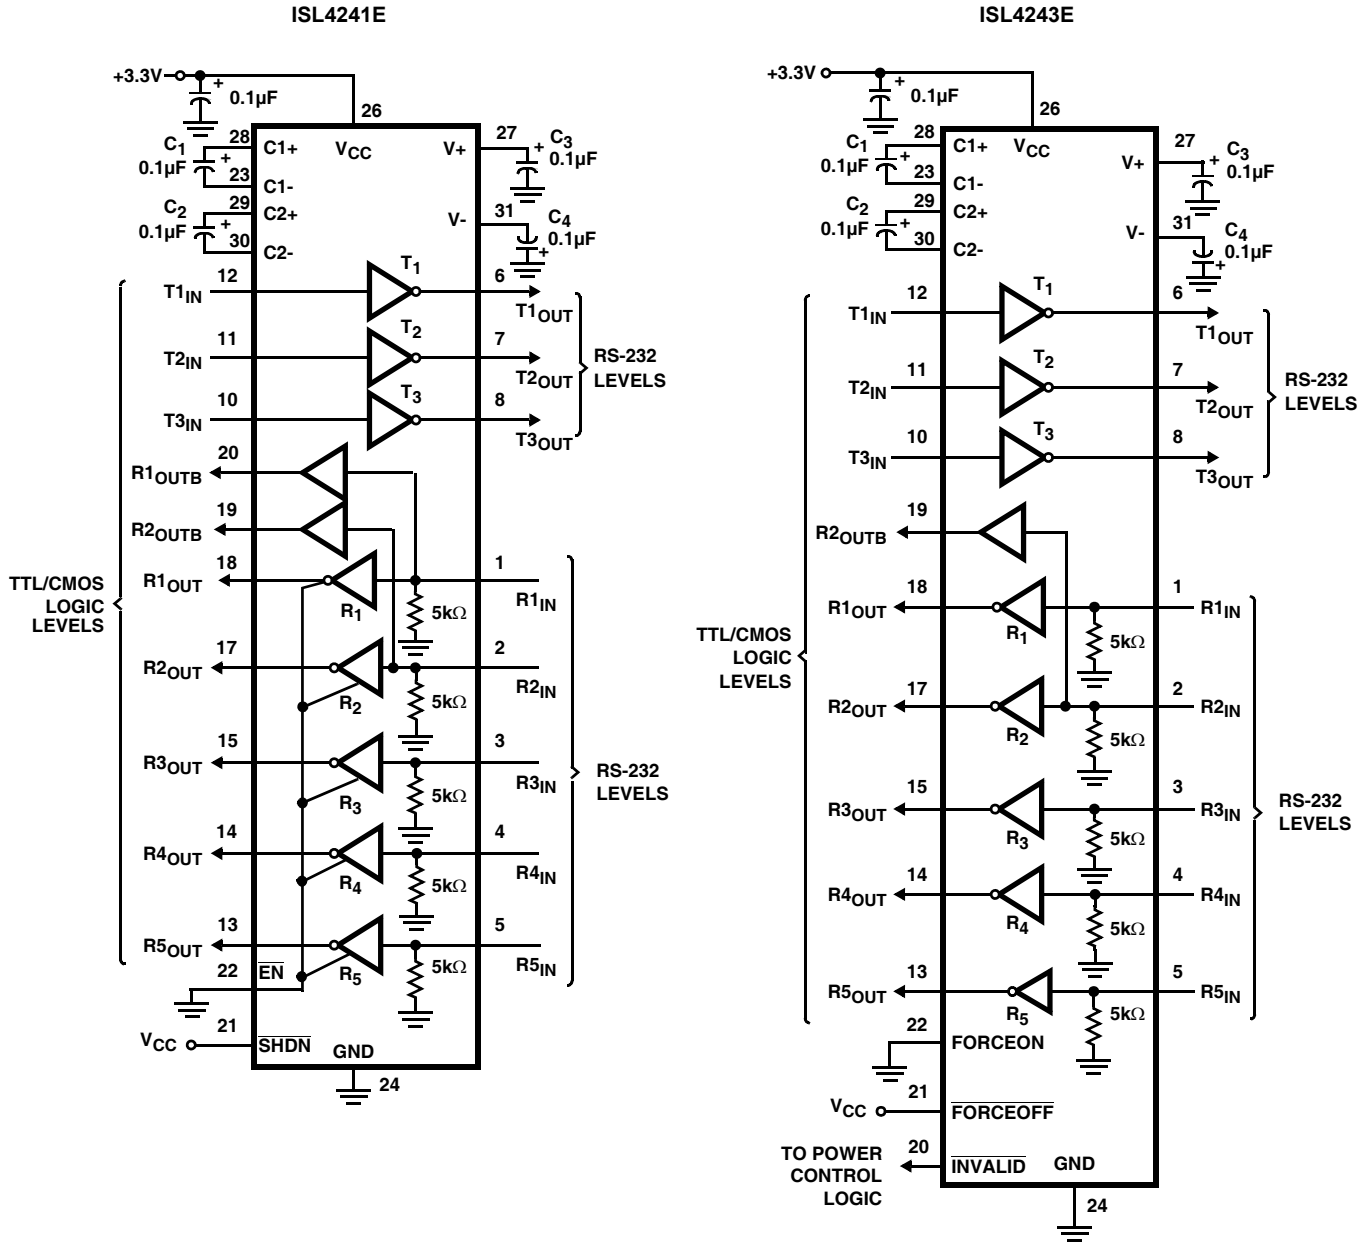 ISL4241E
+3.3V
+
0.1µF
26
28
C1
0.1µF
+
23
C1+
C1-
VCC
V+
27
+
C3
0.1µF
29
C2
0.1µF
+
30
C2+
C2-
V-
31
C4
0.1µF
+
T1IN
12
T1
6
T1OUT
T2IN
11
T2
7
T2OUT
T3IN
10
T3
8
T3OUT
RS-232
LEVELS
R1OUTB
20
R2OUTB
19
R1OUT
18
R1
5kΩ
1
R1IN
R2OUT
17
R2
5kΩ
2
R2IN
R3OUT
15
R3
5kΩ
3
R3IN
R4OUT
14
R4
5kΩ
4
R4IN
R5OUT
13
R5
5kΩ
5
R5IN
TTL/CMOS
LOGIC
LEVELS
RS-232
LEVELS
22
EN
VCC
21
SHDN
GND
24
ISL4243E
+3.3V
+
0.1µF
26
28
C1
0.1µF
+
23
C1+
C1-
VCC
V+
27
+
C3
0.1µF
29
C2
0.1µF
+
30
C2+
C2-
V-
31
C4
0.1µF
+
T1IN
12
T1
6
T1OUT
T2IN
11
T2
7
T2OUT
T3IN
10
T3
8
T3OUT
RS-232
LEVELS
R2OUTB
19
R1OUT
18
R1
5kΩ
1
R1IN
R2OUT
17
R2
5kΩ
2
R2IN
R3OUT
15
R3
5kΩ
3
R3IN
R4OUT
14
R4
5kΩ
4
R4IN
R5OUT
13
R5
5kΩ
5
R5IN
TTL/CMOS
LOGIC
LEVELS
RS-232
LEVELS
22
FORCEON
VCC
21
FORCEOFF
TO POWER
CONTROL
LOGIC
20
INVALID
GND
24